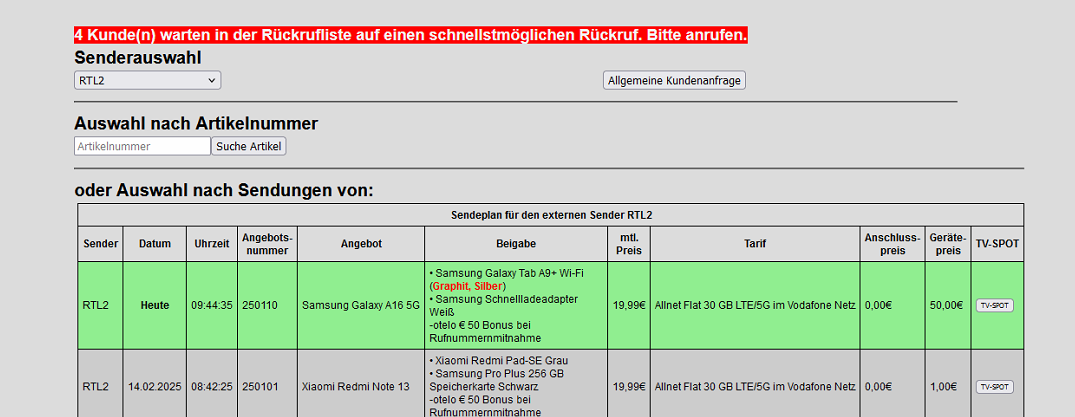 4 Kunde(n) warten in der Rückrufliste auf einen schnellstmöglichen Rückruf. Bitte anrufen.
Senderauswahl
RTL2
Allgemeine Kundenanfrage
Auswahl nach Artikelnummer
Artikelnummer
Suche Artikel
oder Auswahl nach Sendungen von:
Sendeplan für den externen Sender RTL2
Sender
Datum
Uhrzeit
Angebots-
nummer
Angebot
Beigabe
mtl.
Preis
Tarif
Anschluss-
preis
Geräte-
preis
TV-SPOT
RTL2
Heute
09:44:35
250110
Samsung Galaxy A16 5G
• Samsung Galaxy Tab A9+ Wi-Fi
(Graphit, Silber)
• Samsung Schnellladeadapter
Weiß
-otelo € 50 Bonus bei
Rufnummernmitnahme
19,99€
Allnet Flat 30 GB LTE/5G im Vodafone Netz
0,00€
50,00€
TV-SPOT
RTL2
14.02.2025
08:42:25
250101
Xiaomi Redmi Note 13
• Xiaomi Redmi Pad-SE Grau
• Samsung Pro Plus 256 GB
Speicherkarte Schwarz
-otelo € 50 Bonus bei
Rufnummernmitnahme
19,99€
Allnet Flat 30 GB LTE/5G im Vodafone Netz
0,00€
1,00€
TV-SPOT